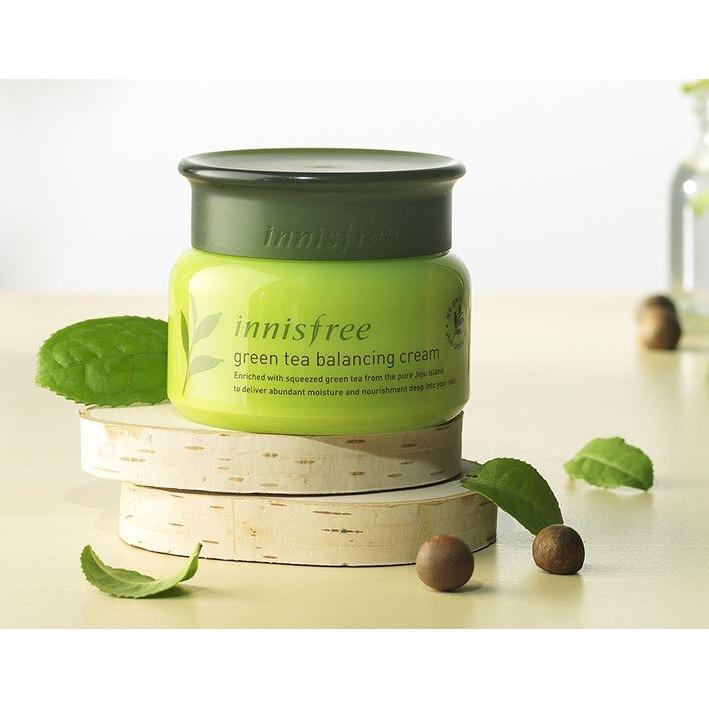 innisfree
innisfree
green tea balancing cream
Enriched with squeezed green tea from the pure Jeju island
to deliver abundant moisture and nourishment deep into your skin.